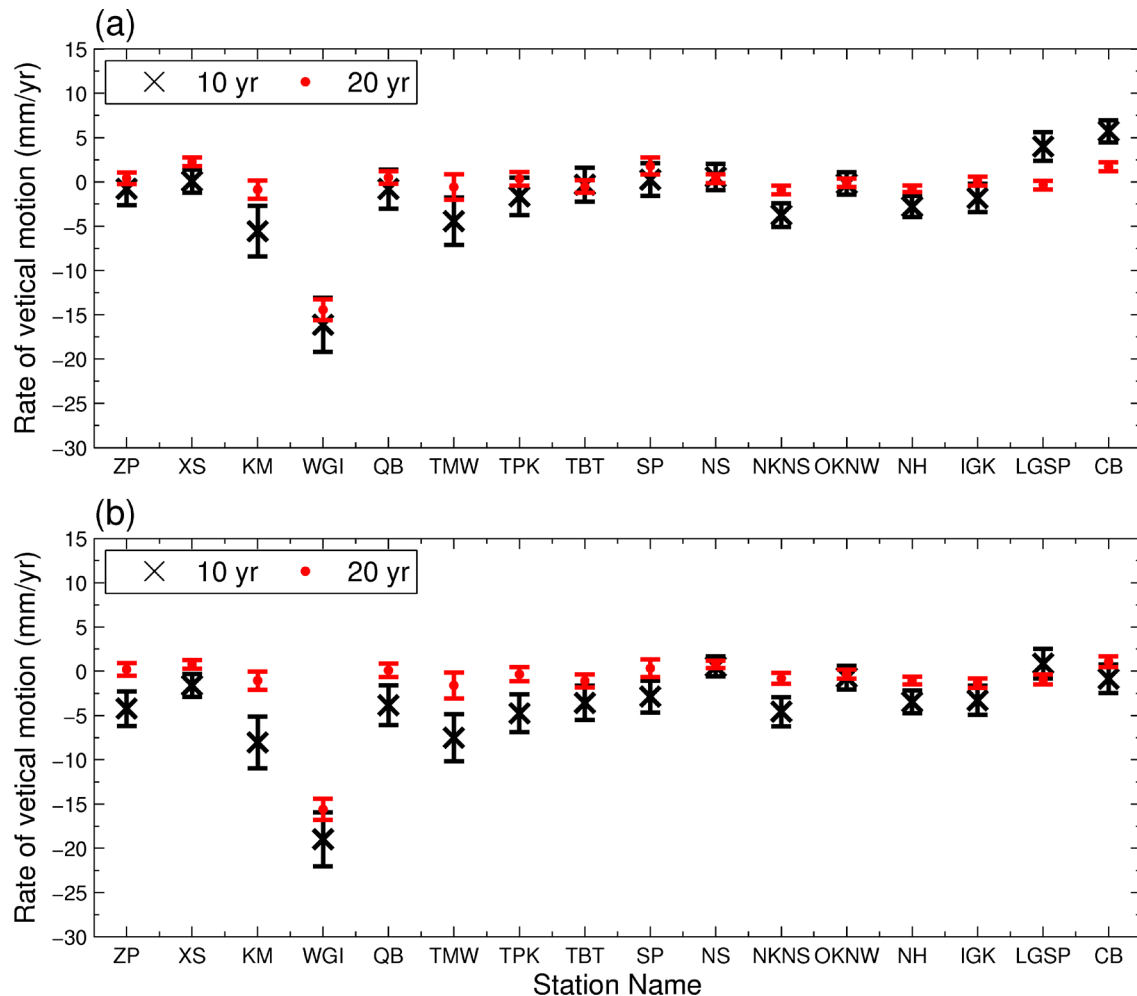 (a)
Rate of vetical motion (mm/yr)
15
10
5
0
−5
−10
−15
−20
−25
−30
10 yr 20 yr
ZP XS KM WGI QB TMW TPK TBT SP NS NKNS OKNW NH IGK LGSP CB
(b)
Rate of vetical motion (mm/yr)
15
10
5
0
−5
−10
−15
−20
−25
−30
10 yr 20 yr
ZP XS KM WGI QB TMW TPK TBT SP NS NKNS OKNW NH IGK LGSP CB
Station Name